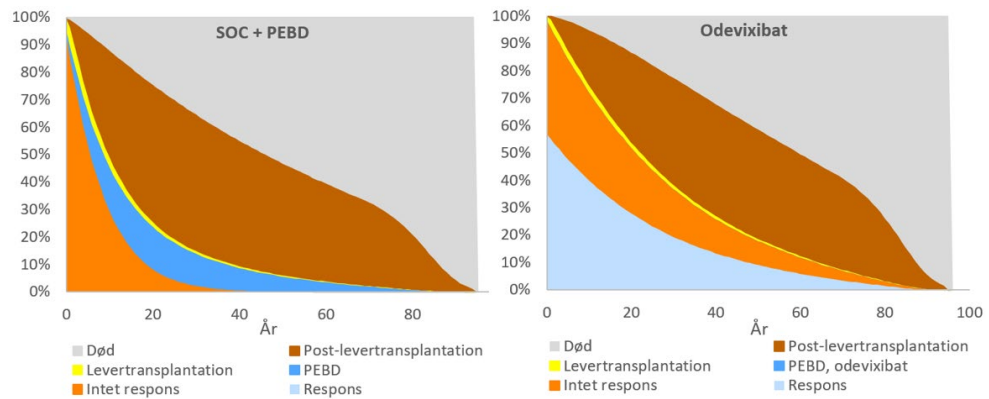 SOC + PEBD
100%
90%
80%
70%
60%
50%
40%
30%
20%
10%
0%
0 20 40 60 80
År
Død Post-levertransplantation
Levertransplantation PEBD
Intet respons Respons
Odevixibat
100%
90%
80%
70%
60%
50%
40%
30%
20%
10%
0%
0 20 40 60 80 100
År
Død Post-levertransplantation
Levertransplantation PEBD, odevixibat
Intet respons Respons